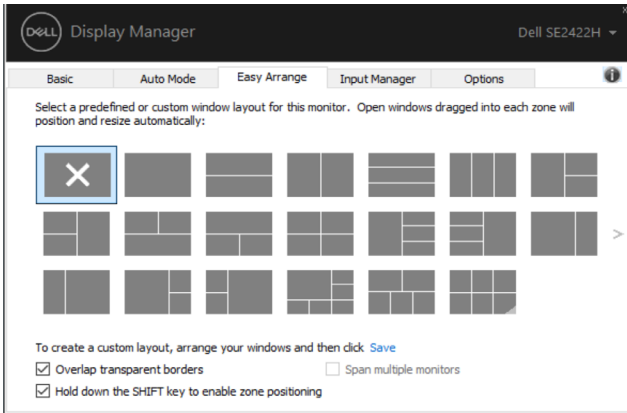 DELL Display Manager
Dell SE2422H
Basic Auto Mode Easy Arrange Input Manager Options
Select a predefined or custom window layout for this monitor. Open windows dragged into each zone will
position and resize automatically:
To create a custom layout, arrange your windows and then click Save
Overlap transparent borders
Span multiple monitors
Hold down the SHIFT key to enable zone positioning